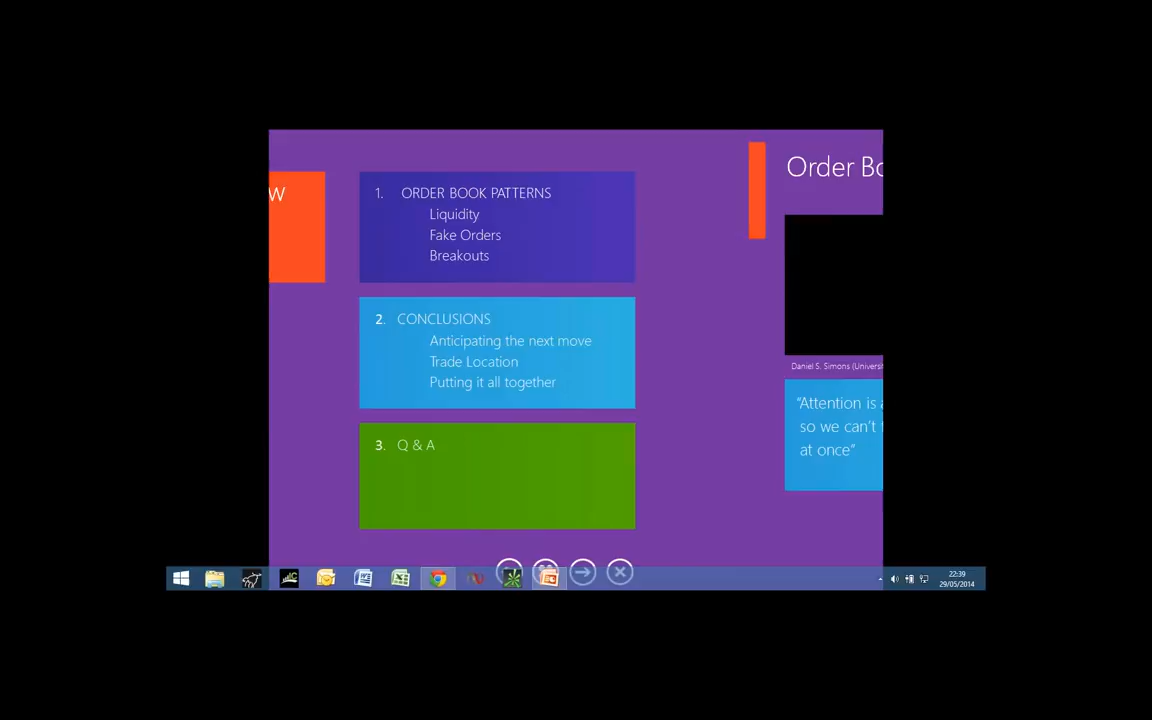 W
1. ORDER BOOK PATTERNS
Liquidity
Fake Orders
Breakouts
2. CONCLUSIONS
Anticipating the next move
Trade Location
Putting it all together
3. Q & A
Order Bo
Daniel S. Simons (Universi
“Attention is a
so we can’t
at once”
22:39
29/05/2014